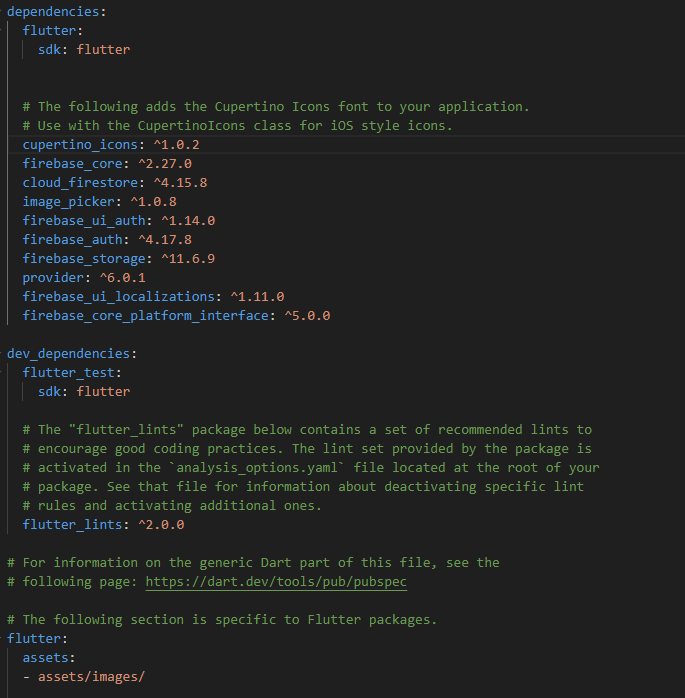 dependencies:
flutter:
sdk: flutter
# The following adds the Cupertino Icons font to your application.
# Use with the CupertinoIcons class for iOS style icons.
cupertino_icons: ^1.0.2
firebase_core: ^2.27.0
cloud_firestore: ^4.15.8
image_picker: ^1.0.8
firebase_ui_auth: ^1.14.0
firebase_auth: ^4.17.8
firebase_storage: ^11.6.9
provider: ^6.0.1
firebase_ui_localizations: ^1.11.0
firebase_core_platform_interface: ^5.0.0
dev_dependencies:
flutter_test:
sdk: flutter
# The "flutter_lints" package below contains a set of recommended lints to
# encourage good coding practices. The lint set provided by the package is
# activated in the `analysis_options.yaml` file located at the root of your
# package. See that file for information about deactivating specific lint
# rules and activating additional ones.
flutter_lints: ^2.0.0
# For information on the generic Dart part of this file, see the
# following page: https://dart.dev/tools/pub/pubspec
# The following section is specific to Flutter packages.
flutter:
assets:
- assets/images/